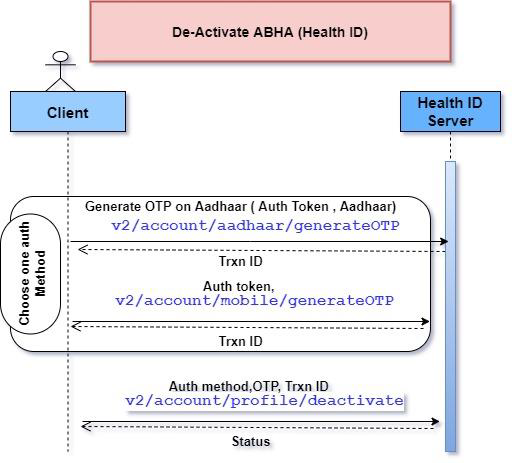 De-Activate ABHA (Health ID)
Client
Health ID
Server
Generate OTP on Aadhaar ( Auth Token , Aadhaar)
v2/account/aadhaar/generateOTP
Trxn ID
Choose one auth
Method
Auth token,
v2/account/mobile/generateOTP
Trxn ID
Auth method,OTP, Trxn ID
v2/account/profile/deactivate
Status